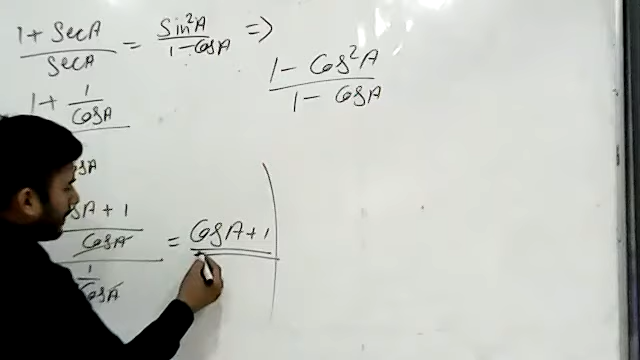 1 + SecA / SecA = Sin²A / 1 - CosA ⇒
1 - Cos²A / 1 - CosA
1 + 1 / CosA
sA + 1 / CosA = CosA + 1
1 / CosA